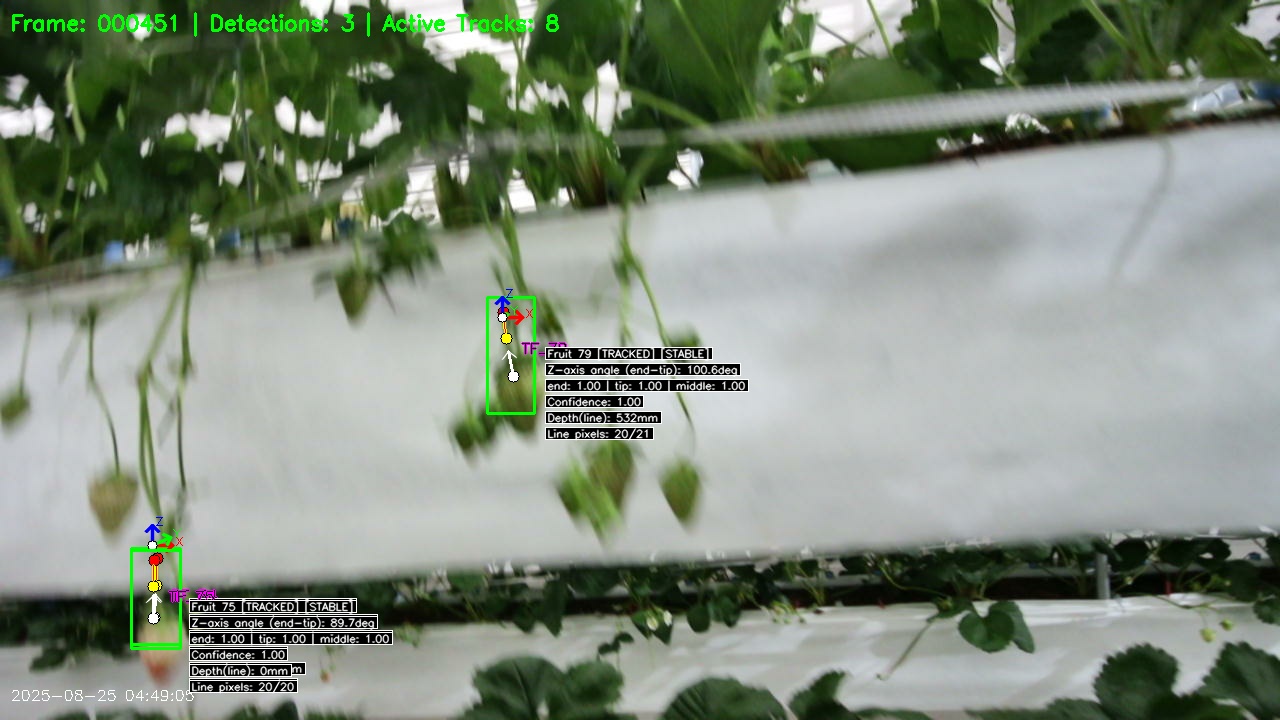 Frame: 000451 | Detections: 3 | Active Tracks: 8
Z
X
Fruit 79 [TRACKED] [STABLE]
Z-axis angle (end-tip): 100.6deg
end: 1.00 | tip: 1.00 | middle: 1.00
Confidence: 1.00
Depth(line): 532mm
Line pixels: 20/21
Z
X
Fruit 75 [TRACKED] [STABLE]
Z-axis angle (end-tip): 89.7deg
end: 1.00 | tip: 1.00 | middle: 1.00
Confidence: 1.00
Depth(line): 0mm
Line pixels: 20/20
2025-08-25 04:49:05